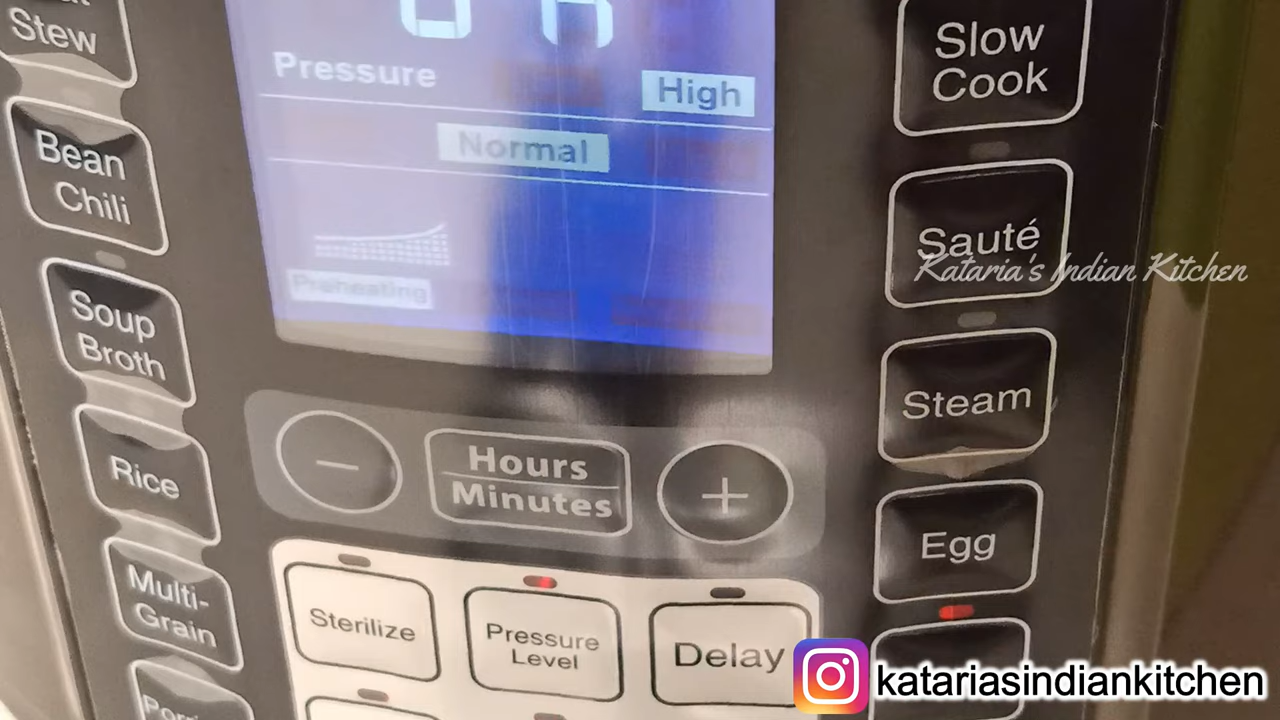 Stew
Bean
Chili
Soup
Broth
Rice
Multi-
Grain
Pressure
High
Normal
Preheating
Hours
Minutes
Sterilize
Pressure
Level
Delay
Slow
Cook
Sauté
Steam
Egg
Kataria's Indian Kitchen
katariasindiankitchen